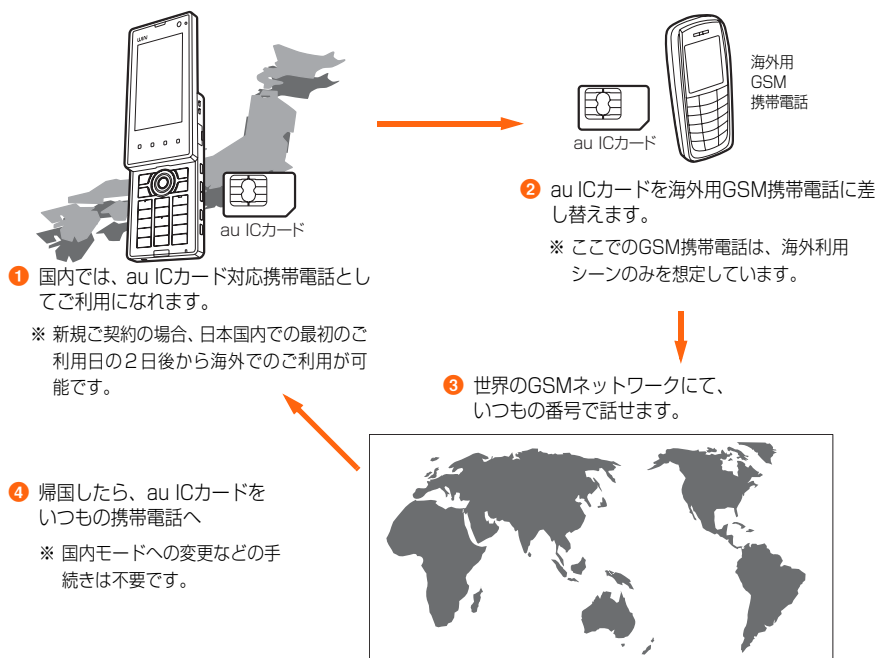 WIN
au ICカード
❶ 国内では、au ICカード対応携帯電話とし
てご利用になれます。
※ 新規ご契約の場合、日本国内での最初のご
利用日の２日後から海外でのご利用が可
能です。
au ICカード
海外用
GSM
携帯電話
❷ au ICカードを海外用GSM携帯電話に差
し替えます。
※ ここでのGSM携帯電話は、海外利用
シーンのみを想定しています。
❸ 世界のGSMネットワークにて、
いつもの番号で話せます。
❹ 帰国したら、au ICカードを
いつもの携帯電話へ
※ 国内モードへの変更などの手
続きは不要です。